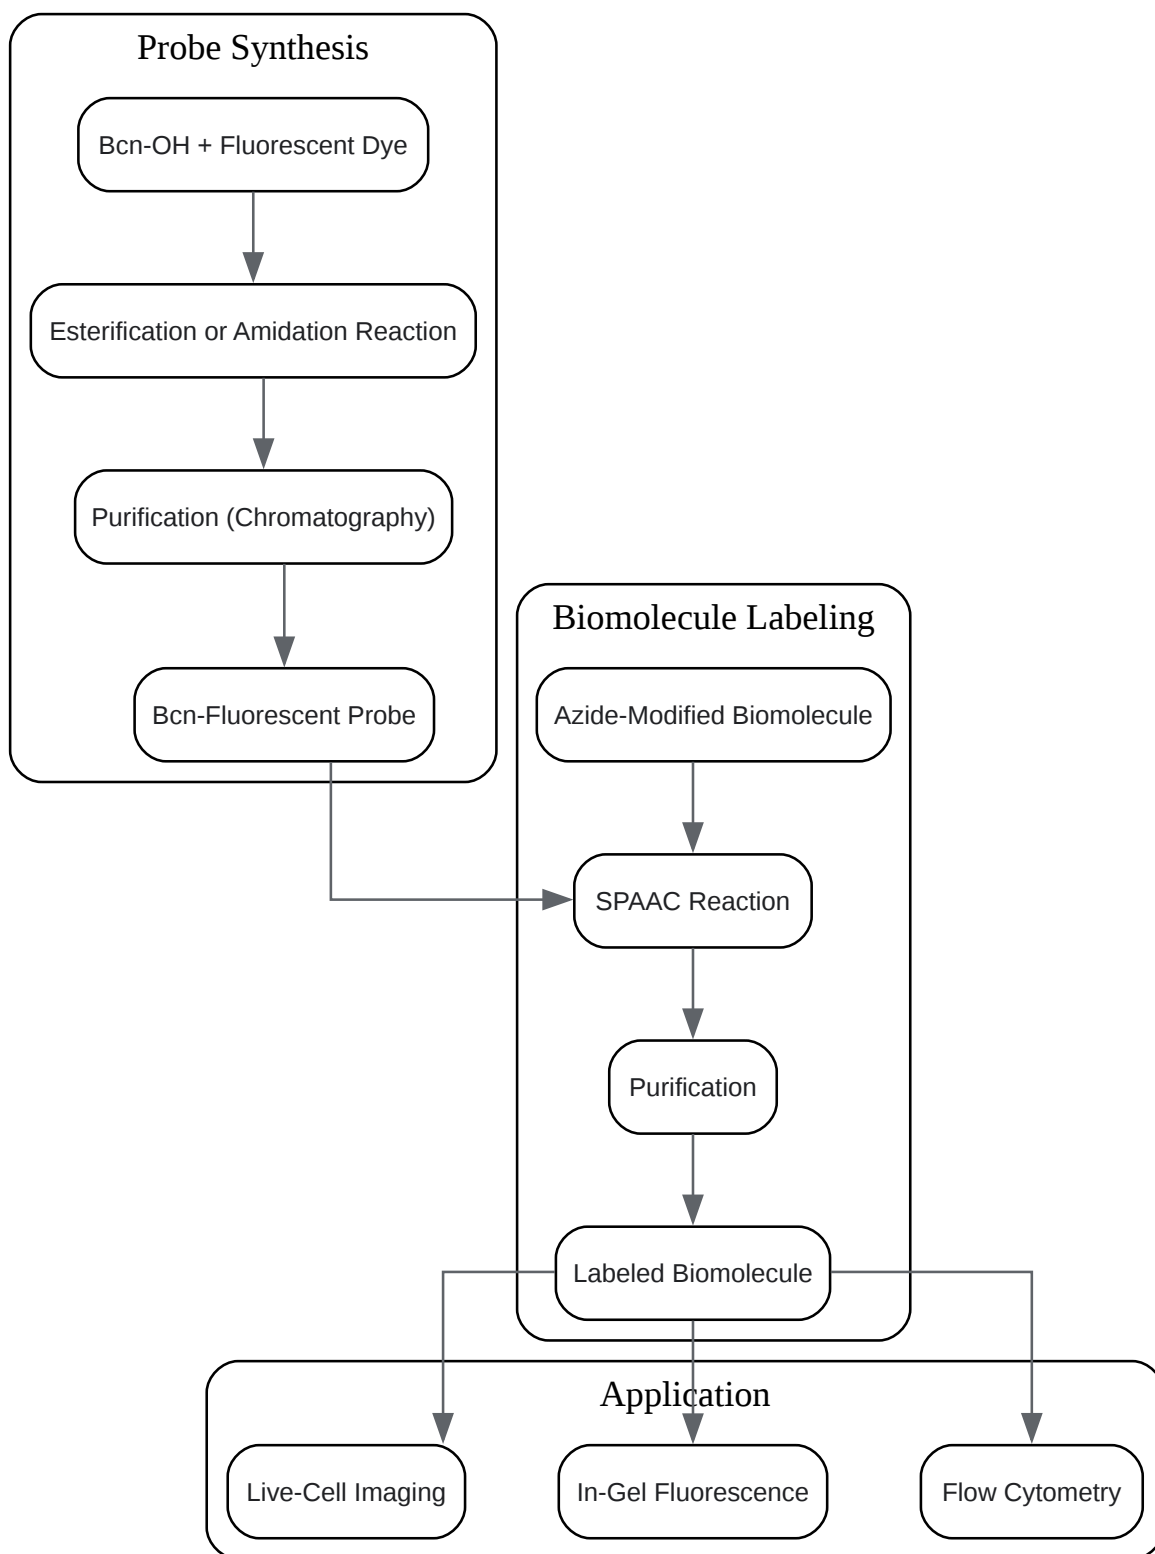 Probe Synthesis
Bcn-OH + Fluorescent Dye
Esterification or Amidation Reaction
Purification (Chromatography)
Bcn-Fluorescent Probe
Biomolecule Labeling
Azide-Modified Biomolecule
SPAAC Reaction
Purification
Labeled Biomolecule
Application
Live-Cell Imaging
In-Gel Fluorescence
Flow Cytometry